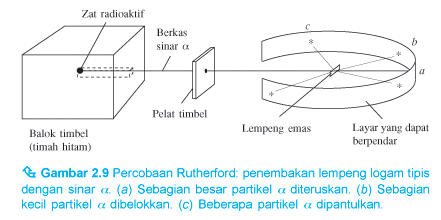 Zat radioaktif
Berkas
sinar α
c
b
a
*
*
*
*
Pelat timbel
Balok timbel
(timah hitam)
Lempeng emas
Layar yang dapat
berpendar
Gambar 2.9 Percobaan Rutherford: penembakan lempeng logam tipis
dengan sinar α. (a) Sebagian besar partikel α diteruskan. (b) Sebagian
kecil partikel α dibelokkan. (c) Beberapa partikel α dipantulkan.